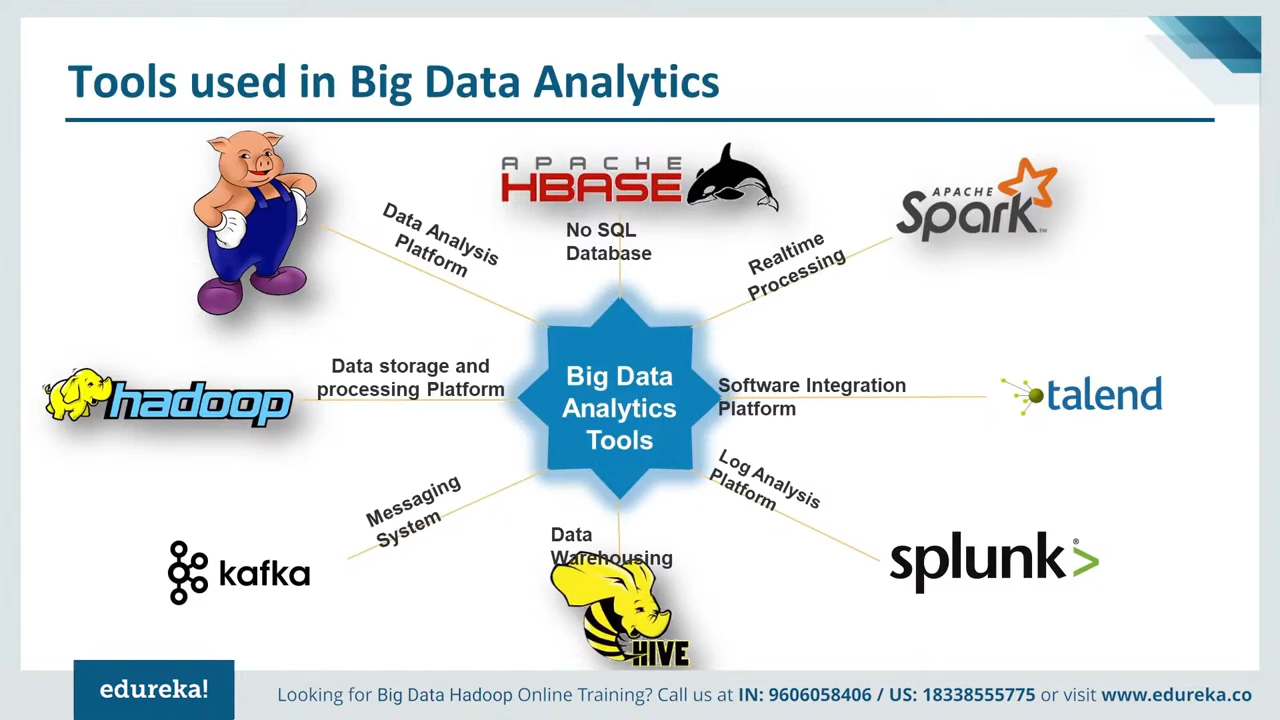 Tools used in Big Data Analytics
APACHE
HBASE
APACHE
Spark™
Data Analysis
Platform
No SQL
Database
Realtime
Processing
hadoop
Data storage and
processing Platform
Big Data
Analytics
Tools
Software Integration
Platform
talend
Messaging
System
Log Analysis
Platform
kafka
Data
Warehousing
splunk®>
HIVE
edureka!
Looking for Big Data Hadoop Online Training? Call us at IN: 9606058406 / US: 18338555775 or visit www.edureka.co